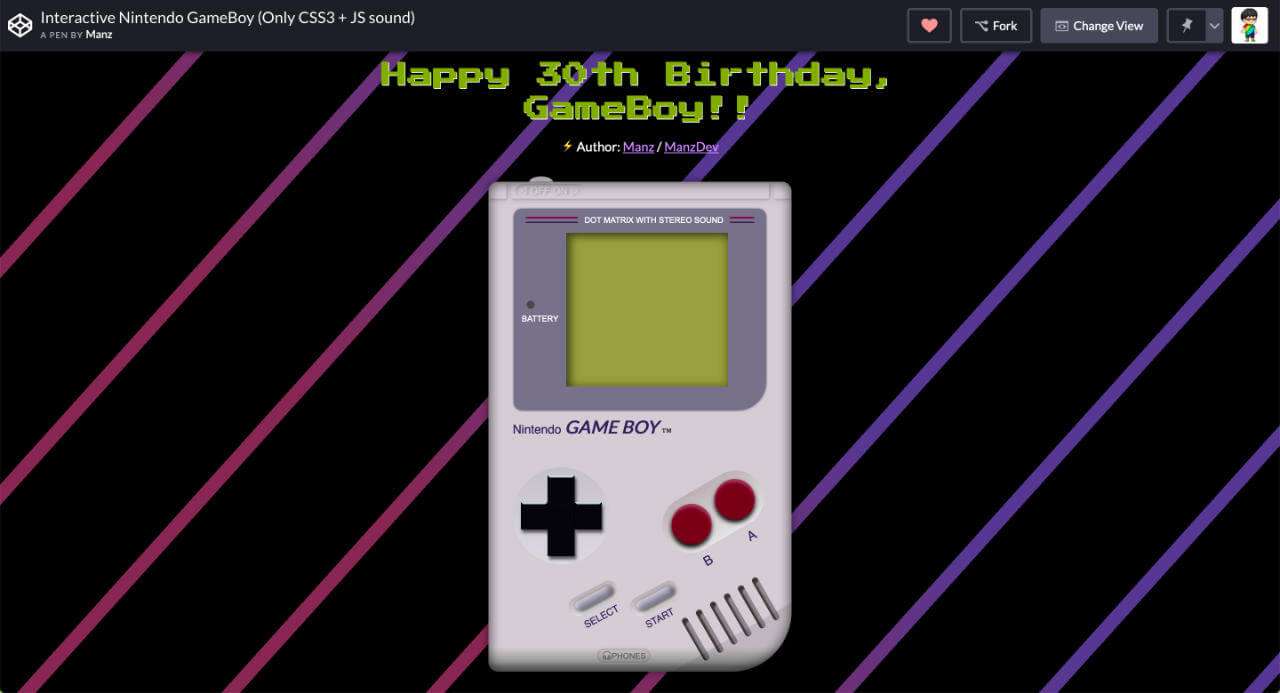 Interactive Nintendo GameBoy (Only CSS3 + JS sound)
A PEN BY Manz
Fork
Change View
Happy 30th Birthday,
GameBoy!!
⚡ Author: Manz / ManzDev
OFF ON
DOT MATRIX WITH STEREO SOUND
BATTERY
Nintendo GAME BOY ™
A
B
SELECT
START
PHONES